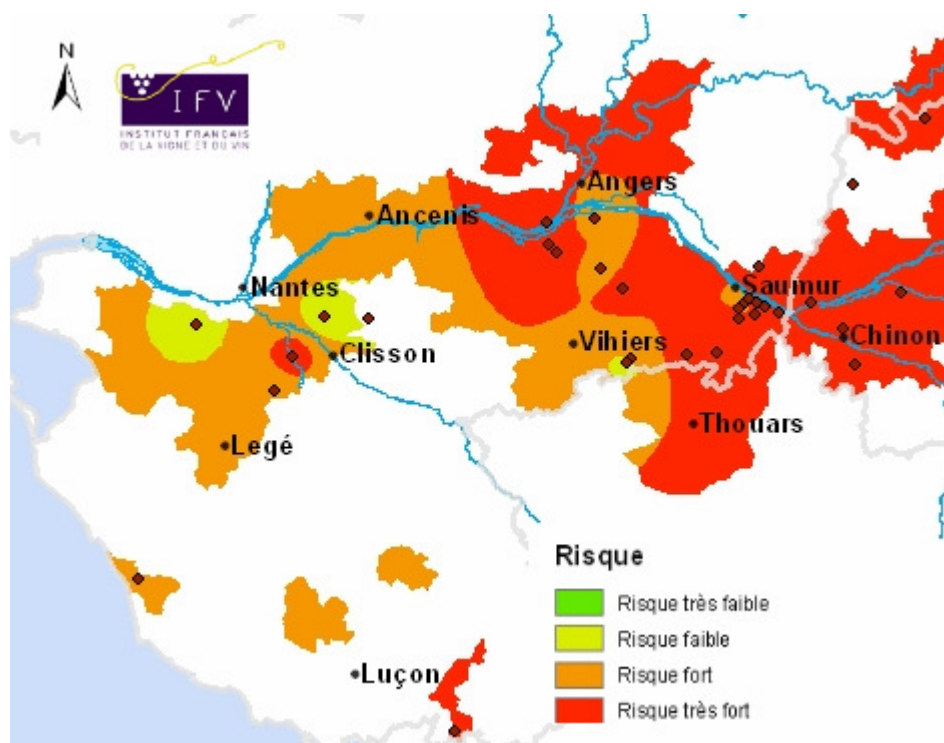 N
IFV
INSTITUT FRANÇAIS
DE LA VIGNE ET DU VIN
Angers
Ancenis
Nantes
Saumur
Clisson
Vihiers
Chinon
Thouars
Legé
Luçon
Risque
Risque très faible
Risque faible
Risque fort
Risque très fort